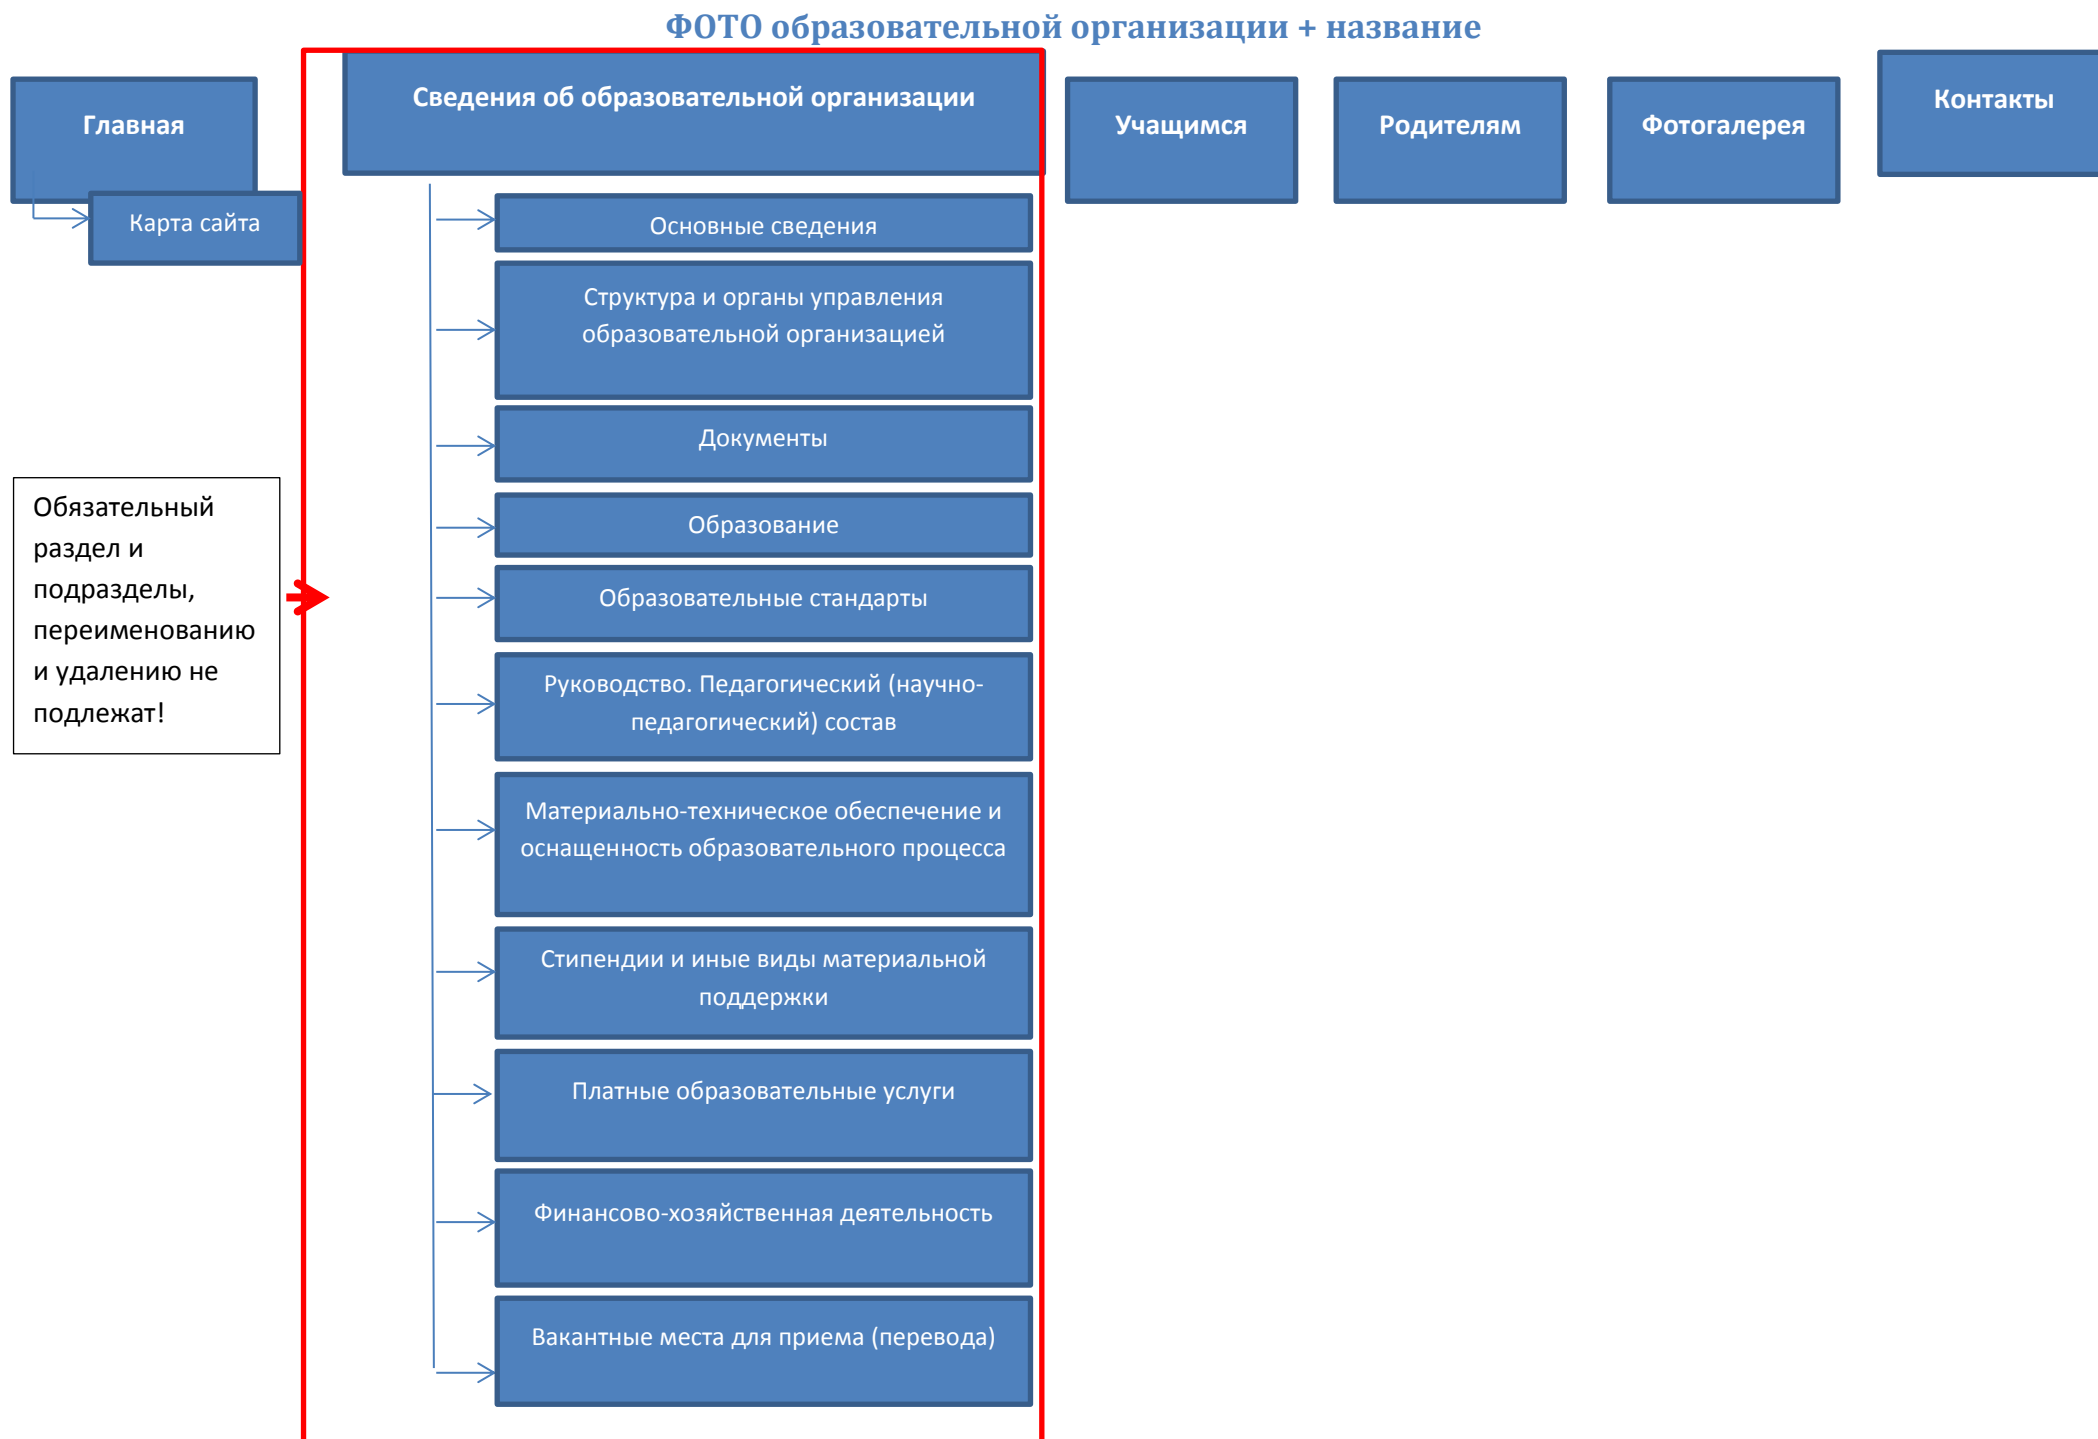 ФОТО образовательной организации + название
Главная
Карта сайта
Сведения об образовательной организации
Учащимся
Родителям
Фотогалерея
Контакты
Основные сведения
Структура и органы управления
образовательной организацией
Документы
Образование
Образовательные стандарты
Руководство. Педагогический (научно-
педагогический) состав
Материально-техническое обеспечение и
оснащенность образовательного процесса
Стипендии и иные виды материальной
поддержки
Платные образовательные услуги
Финансово-хозяйственная деятельность
Вакантные места для приема (перевода)
Обязательный
раздел и
подразделы,
переименованию
и удалению не
подлежат!